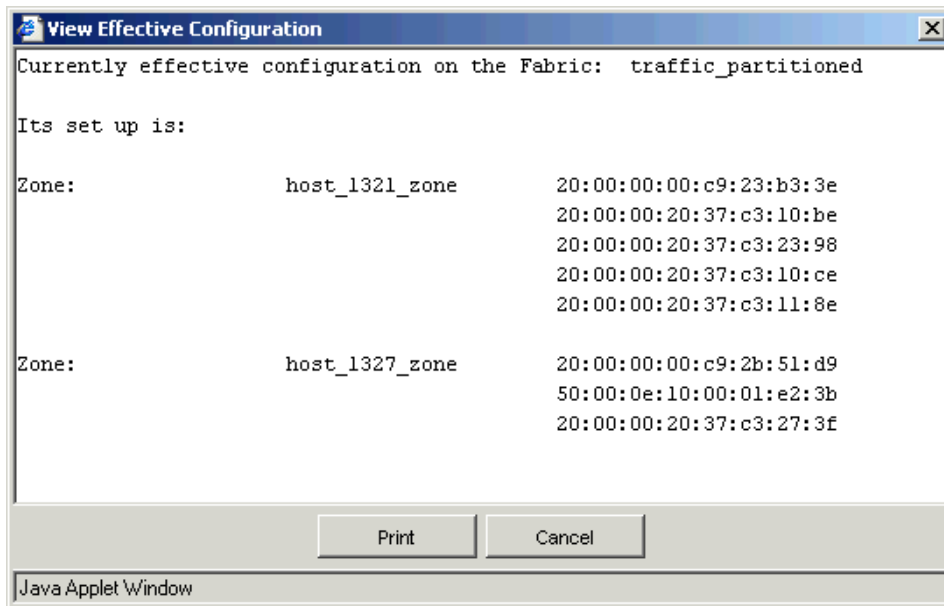 View Effective Configuration
Currently effective configuration on the Fabric: traffic_partitioned
Its set up is:
Zone: host_1321_zone 20:00:00:00:c9:23:b3:3e
20:00:00:20:37:c3:10:be
20:00:00:20:37:c3:23:98
20:00:00:20:37:c3:10:ce
20:00:00:20:37:c3:11:8e
Zone: host_1327_zone 20:00:00:00:c9:2b:51:d9
50:00:0e:10:00:01:e2:3b
20:00:00:20:37:c3:27:3f
Print Cancel
Java Applet Window